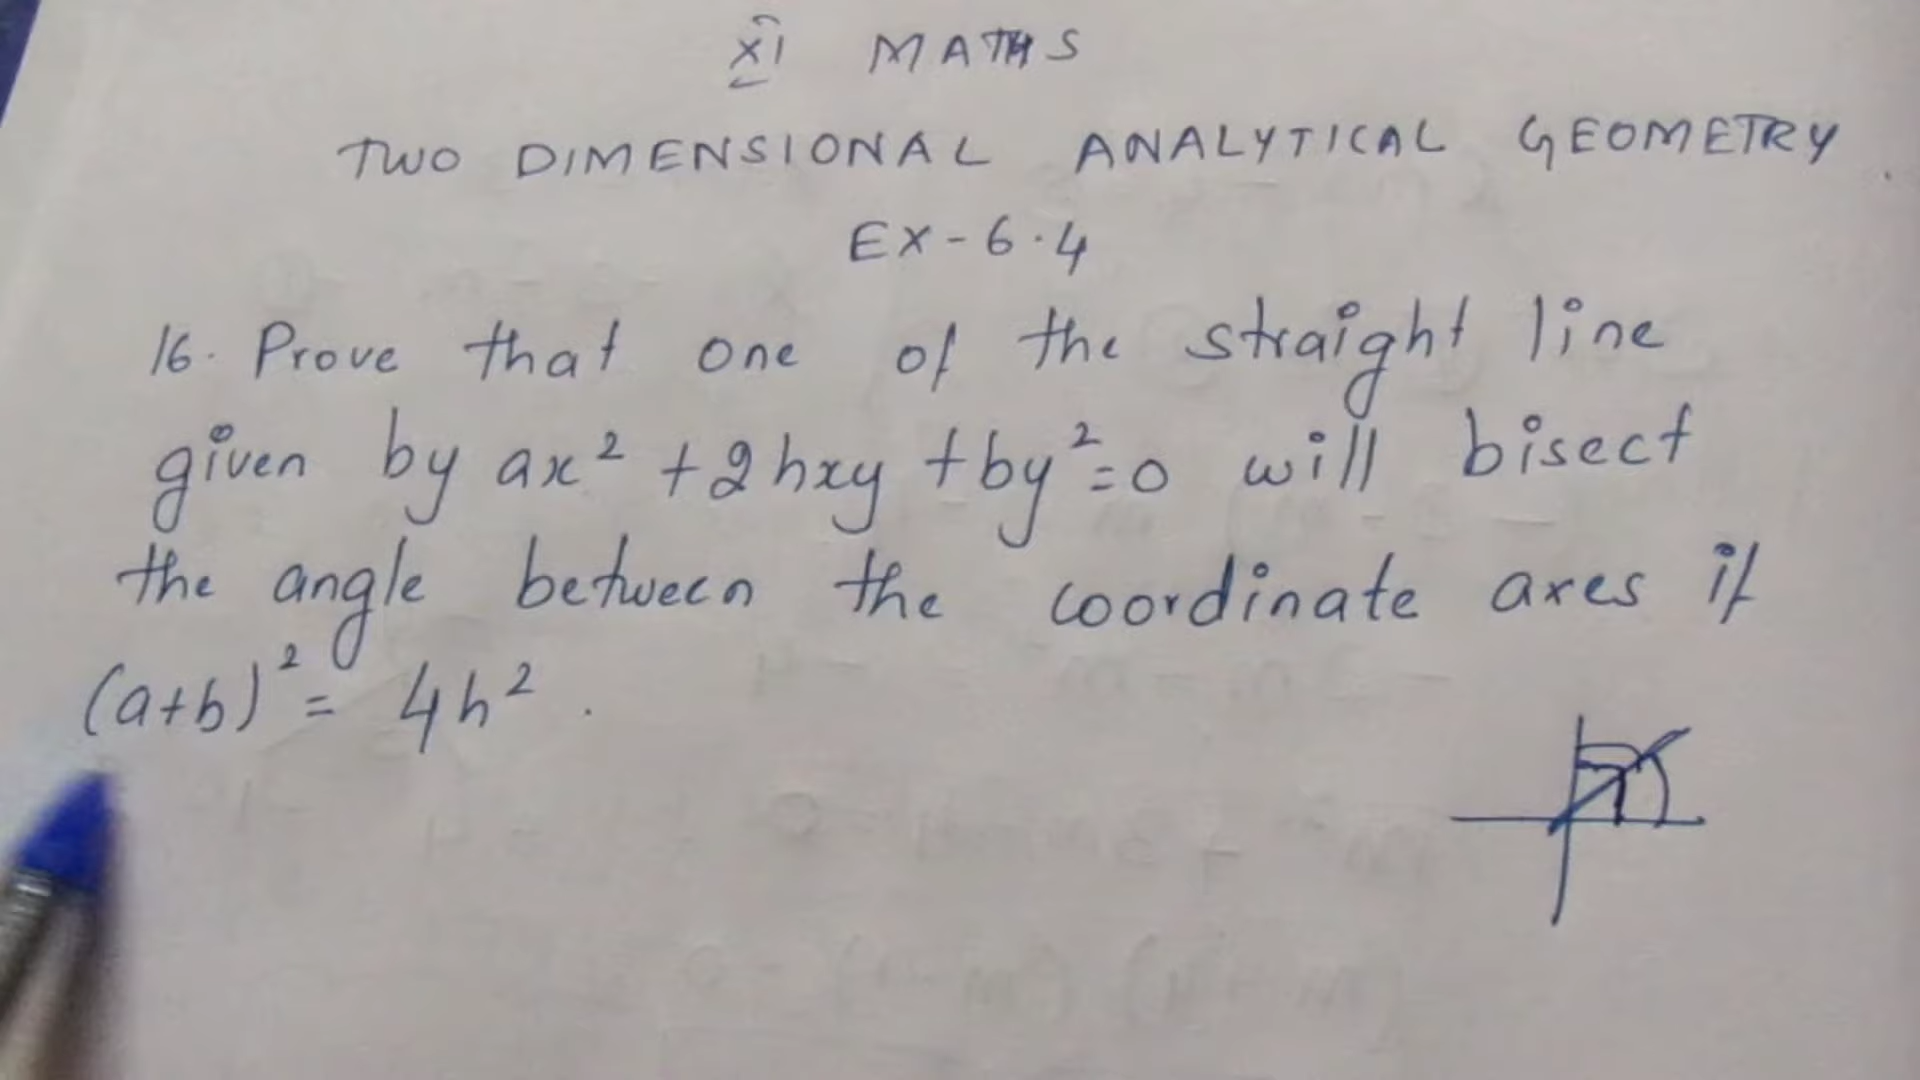 XI MATHS
TWO DIMENSIONAL ANALYTICAL GEOMETRY
EX-6.4
16. Prove that one of the straight line
given by ax² + 2hxy + by² = 0 will bisect
the angle between the coordinate axes if
(a+b)² = 4h².